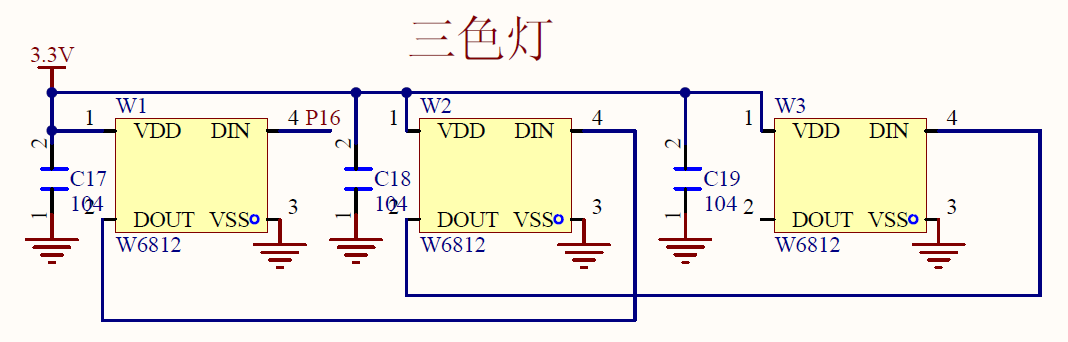 三色灯
3.3V
W1
W2
W3
1
VDD DIN
4 P16
1
VDD DIN
4
1
VDD DIN
4
2
C17
104
1
2
C18
104
1
2
C19
104
1
2
DOUT VSS
3
2
DOUT VSS
3
2
DOUT VSS
3
W6812
W6812
W6812